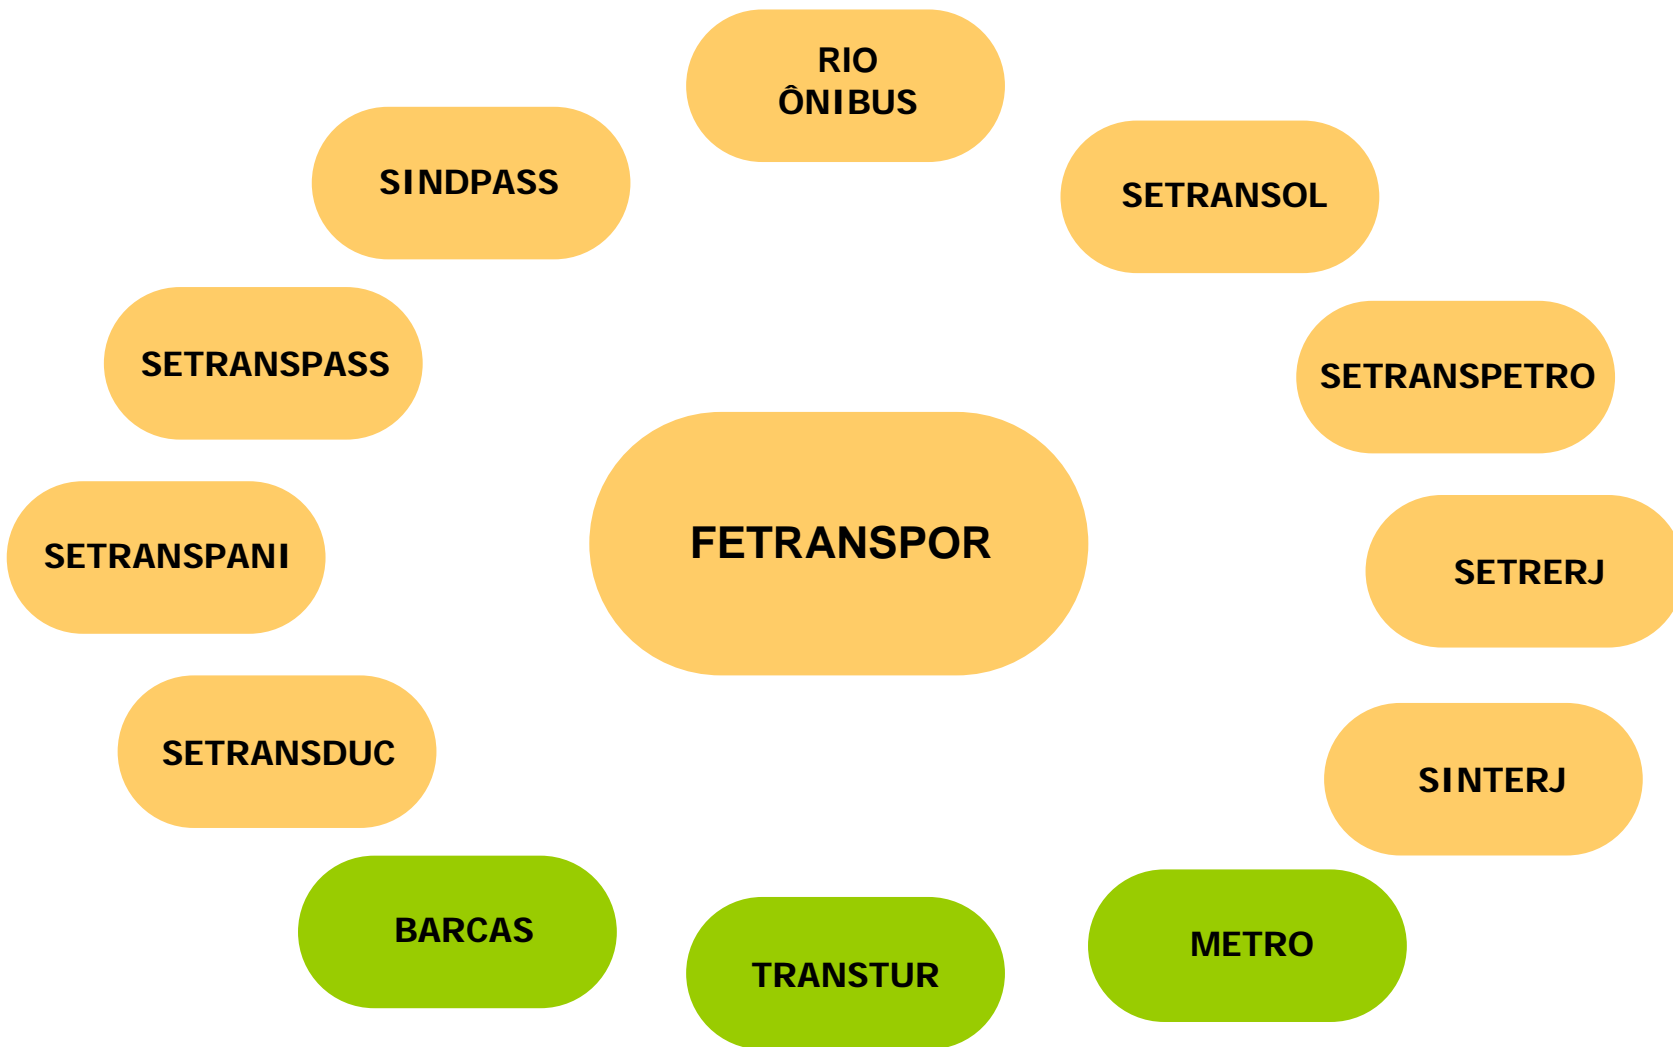 RIO
ÔNIBUS
SINDPASS
SETRANSOL
SETRANSPASS
SETRANSPETRO
FETRANSPOR
SETRANSPANI
SETRERJ
SETRANSDUC
SINTERJ
BARCAS
TRANSTUR
METRO